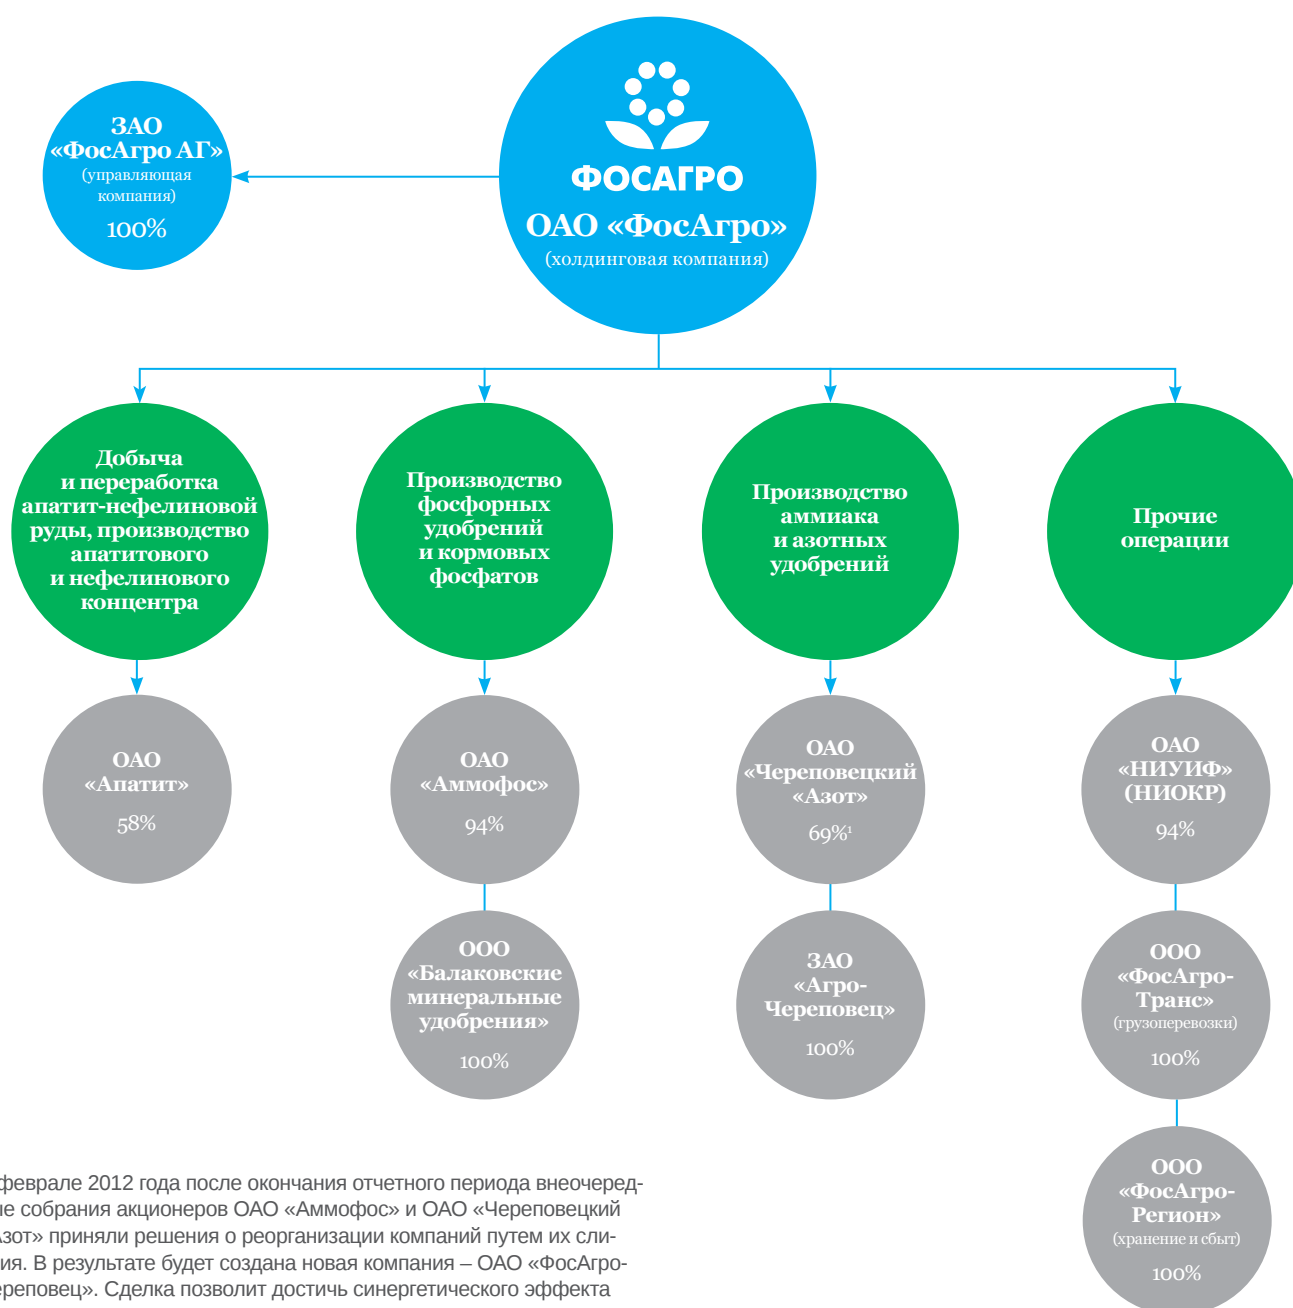 ФОСАГРО
ОАО «ФосАгро»
(холдинговая компания)
ЗАО
«ФосАгро АГ»
(управляющая
компания)
100%
Добыча
и переработка
апатит-нефелиновой
руды, производство
апатитового
и нефелинового
концентра
Производство
фосфорных
удобрений
и кормовых
фосфатов
Производство
аммиака
и азотных
удобрений
Прочие
операции
ОАО
«Апатит»
58%
ОАО
«Аммофос»
94%
ОАО
«Череповецкий
«Азот»
69%¹
ОАО
«НИУИФ»
(НИОКР)
94%
ООО
«Балаковские
минеральные
удобрения»
100%
ЗАО
«Агро-
Череповец»
100%
ООО
«ФосАгро-
Транс»
(грузоперевозки)
100%
ООО
«ФосАгро-
Регион»
(хранение и сбыт)
100%
феврале 2012 года после окончания отчетного периода внеочеред-
ые собрания акционеров ОАО «Аммофос» и ОАО «Череповецкий
Азот» приняли решения о реорганизации компаний путем их сли-
ия. В результате будет создана новая компания – ОАО «ФосАгро-
ереповец». Сделка позволит достичь синергетического эффекта